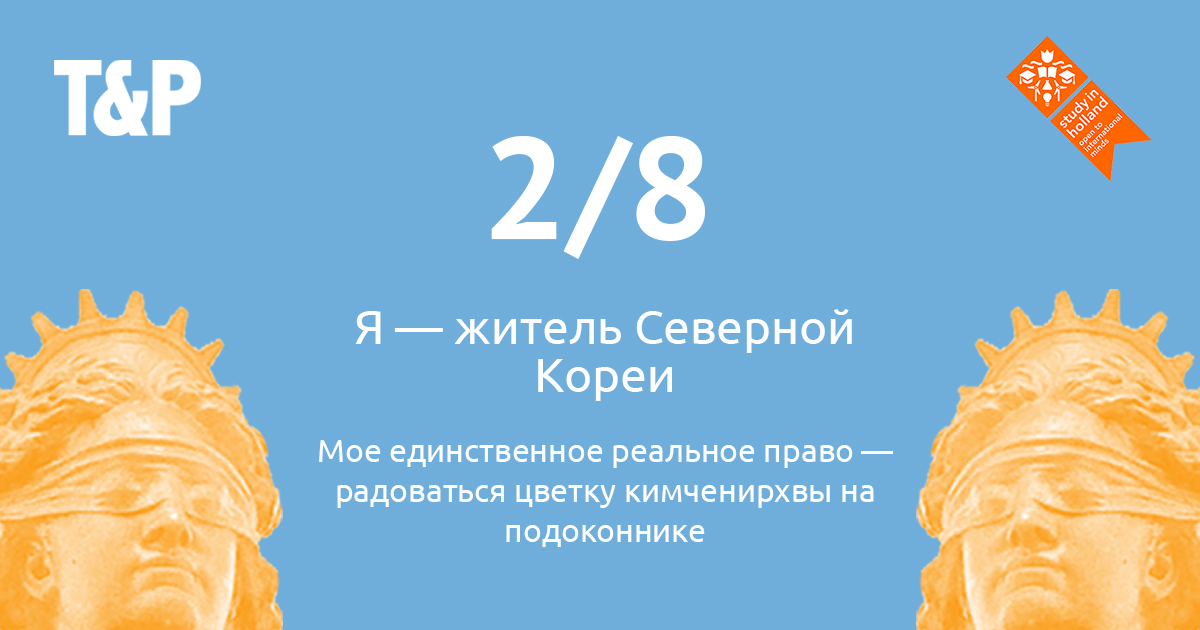 T&P
study in
holland
open to
international
minds
2/8
Я — житель Северной
Кореи
Мое единственное реальное право —
радоваться цветку кимченирхвы на
подоконнике